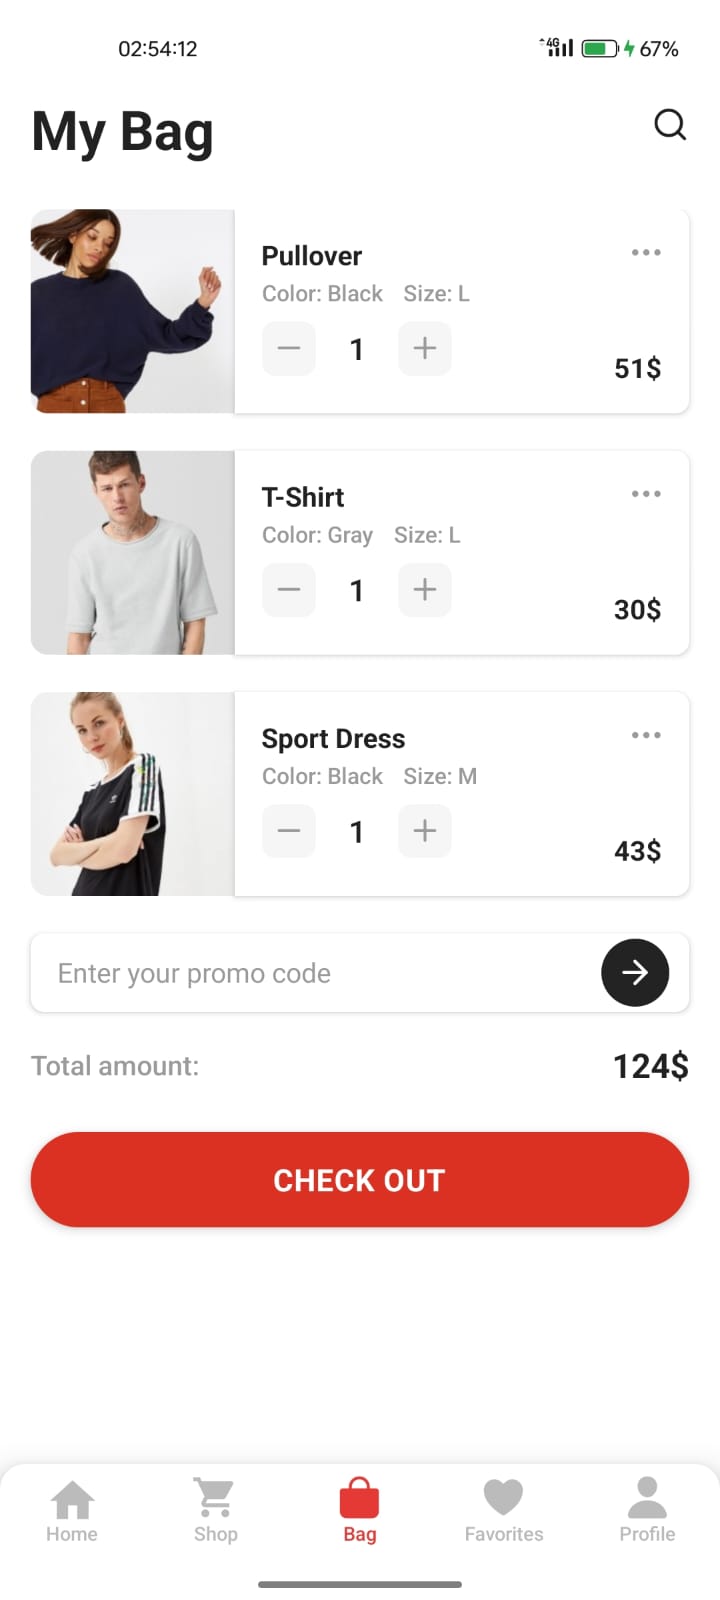 02:54:12
4G 67%
My Bag
Pullover
Color: Black Size: L
1
51$
T-Shirt
Color: Gray Size: L
1
30$
Sport Dress
Color: Black Size: M
1
43$
Enter your promo code
Total amount: 124$
CHECK OUT
Home Shop Bag Favorites Profile